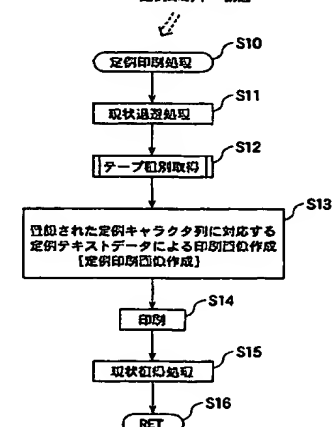 S10
定例印刷処理
S11
現状退避処理
S12
テープ種別取得
S13
登録された定例キャラクタ列に対応する
定例テキストデータによる印刷画像作成
[定例印刷画像作成]
S14
印刷
S15
現状復帰処理
S16
RET